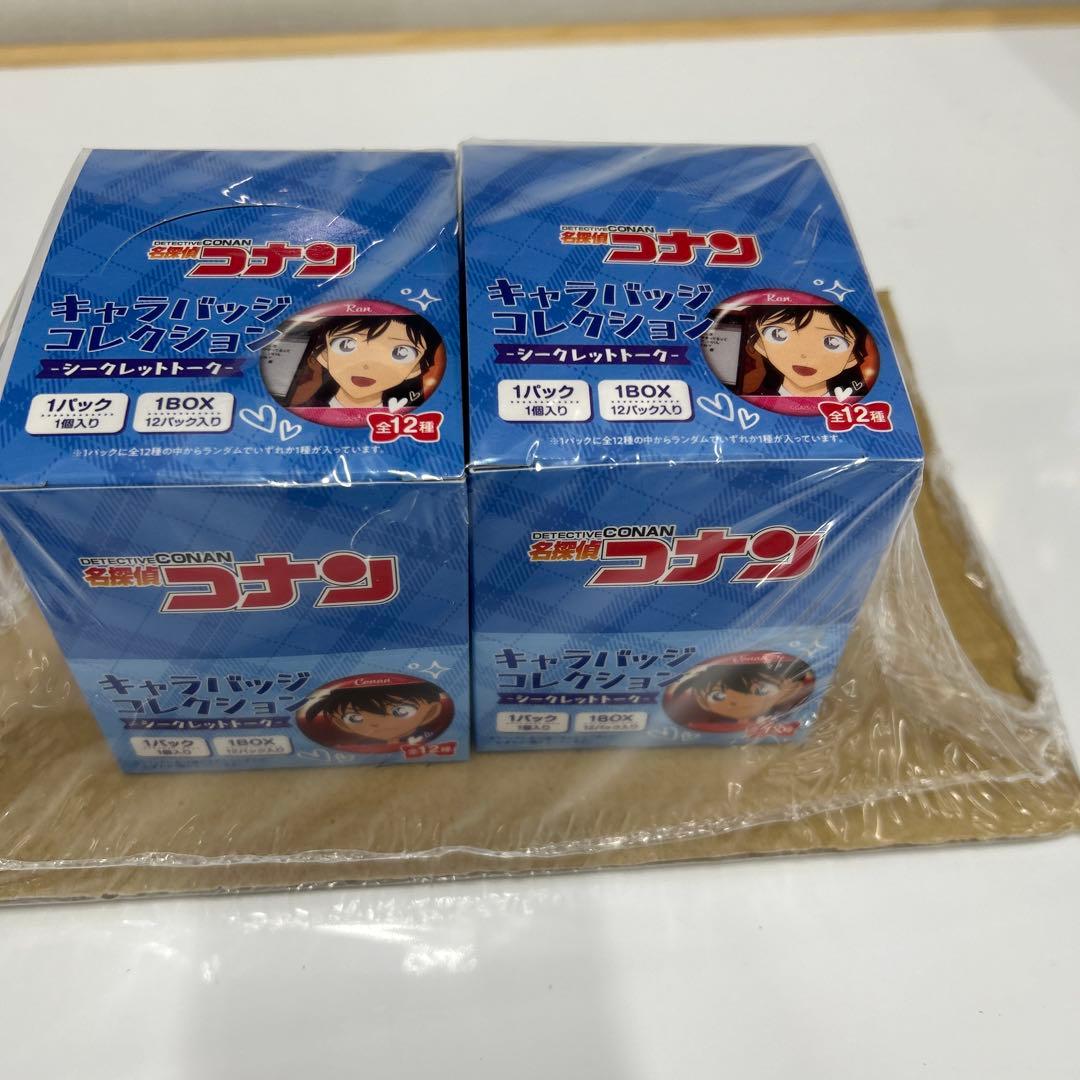 DETECTIVE CONAN
名探偵コナン
キャラバッジ
コレクション
-シークレットトーク-
Ran
1パック
1個入り
1BOX
12パック入り
全12種
※1パックに全12種の中からランダムでいずれか1種が入っています。
DETECTIVE CONAN
名探偵コナン
キャラバッジ
コレクション
-シークレットトーク-
Ran
1パック
1個入り
1BOX
12パック入り
全12種
※1パックに全12種の中からランダムでいずれか1種が入っています。
DETECTIVE CONAN
名探偵コナン
キャラバッジ
コレクション
-シークレットトーク-
Conan
1パック
1個入り
1BOX
12パック入り
全12種
DETECTIVE CONAN
名探偵コナン
キャラバッジ
コレクション
-シークレットトーク-
Conan
1パック
1個入り
1BOX
12パック入り